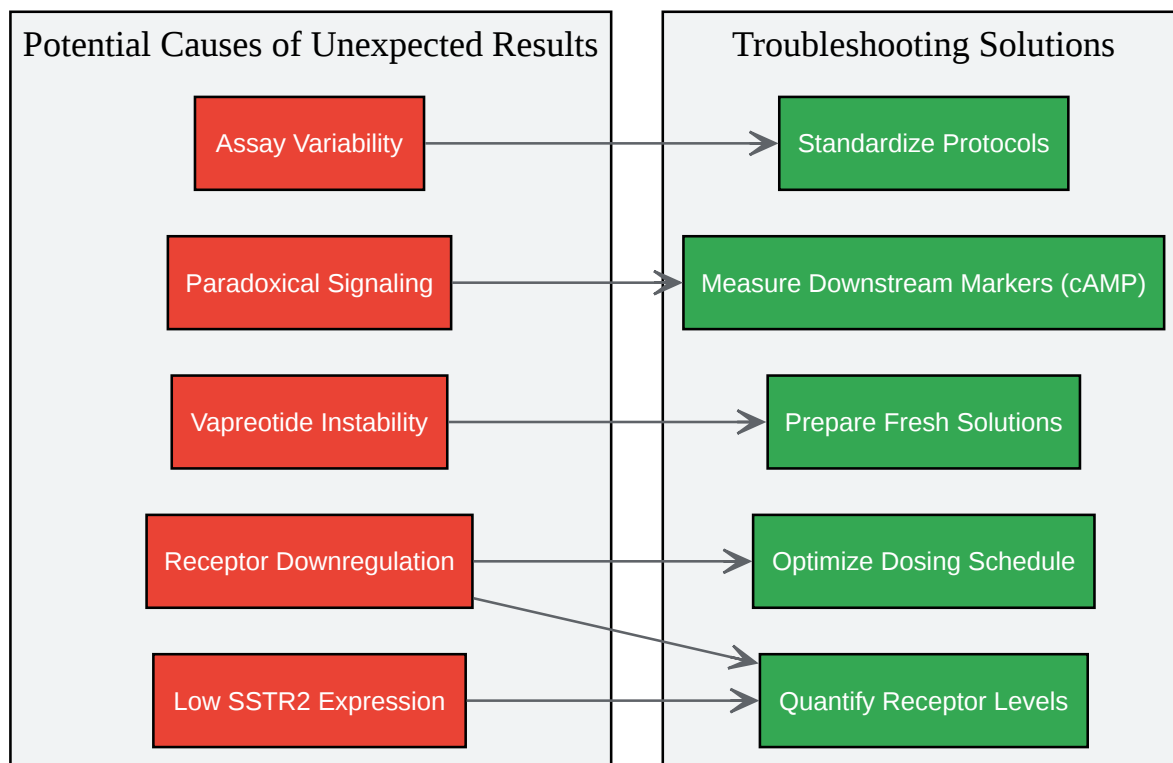 Potential Causes of Unexpected Results
Assay Variability
Paradoxical Signaling
Vapreotide Instability
Receptor Downregulation
Low SSTR2 Expression
Troubleshooting Solutions
Standardize Protocols
Measure Downstream Markers (cAMP)
Prepare Fresh Solutions
Optimize Dosing Schedule
Quantify Receptor Levels